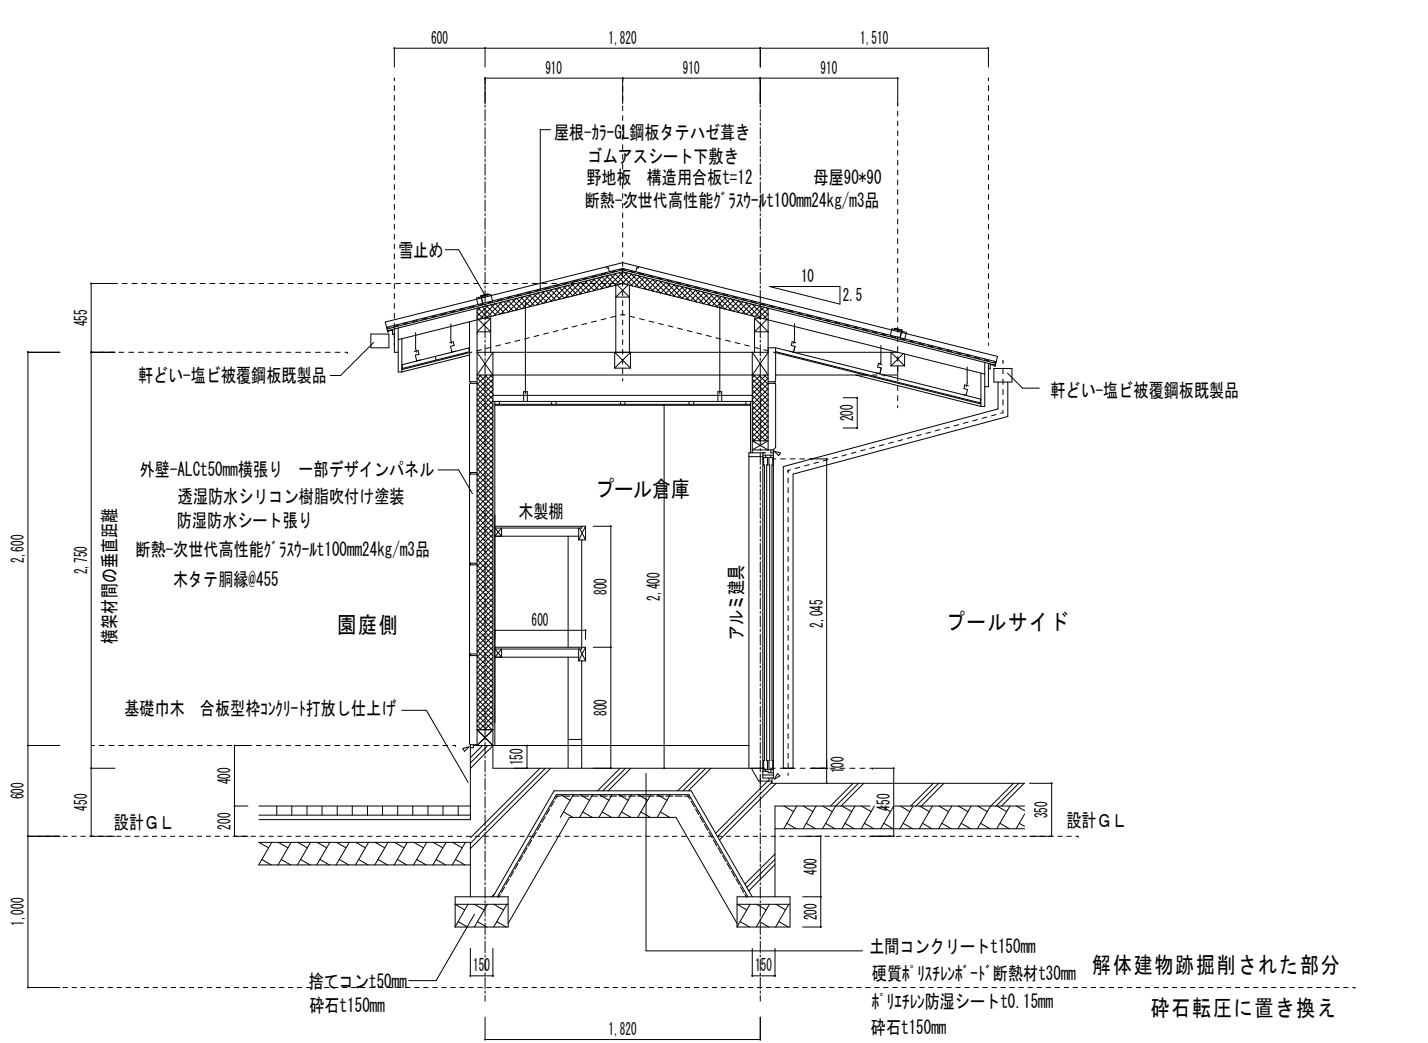 600
1,820
1,510
910
910
910
屋根-ｶﾗｰGL鋼板タテハゼ葺き
ゴムアスシート下敷き
野地板　構造用合板t=12
母屋90*90
断熱-次世代高性能ｸﾞﾗｽｳｰﾙt100mm24kg/m3品
雪止め
10
2.5
455
軒どい-塩ビ被覆鋼板既製品
軒どい-塩ビ被覆鋼板既製品
200
外壁-ALCt50mm横張り　一部デザインパネル
透湿防水シリコン樹脂吹付け塗装
防湿防水シート張り
断熱-次世代高性能ｸﾞﾗｽｳｰﾙt100mm24kg/m3品
木タテ胴縁@455
プール倉庫
木製棚
2,600
2,750
横架材間の垂直距離
800
2,400
アルミ建具
2,045
600
園庭側
プールサイド
基礎巾木　合板型枠ｺﾝｸﾘｰﾄ打放し仕上げ
800
150
100
600
450
400
200
450
350
設計ＧＬ
設計ＧＬ
400
200
1,000
150
150
土間コンクリートt150mm
硬質ﾎﾟﾘｽﾁﾚﾝﾎﾞｰﾄﾞ断熱材t30mm
ﾎﾟﾘｴﾁﾚﾝ防湿シートt0.15mm
砕石t150mm
解体建物跡掘削された部分
砕石転圧に置き換え
捨てコンt50mm
砕石t150mm
1,820